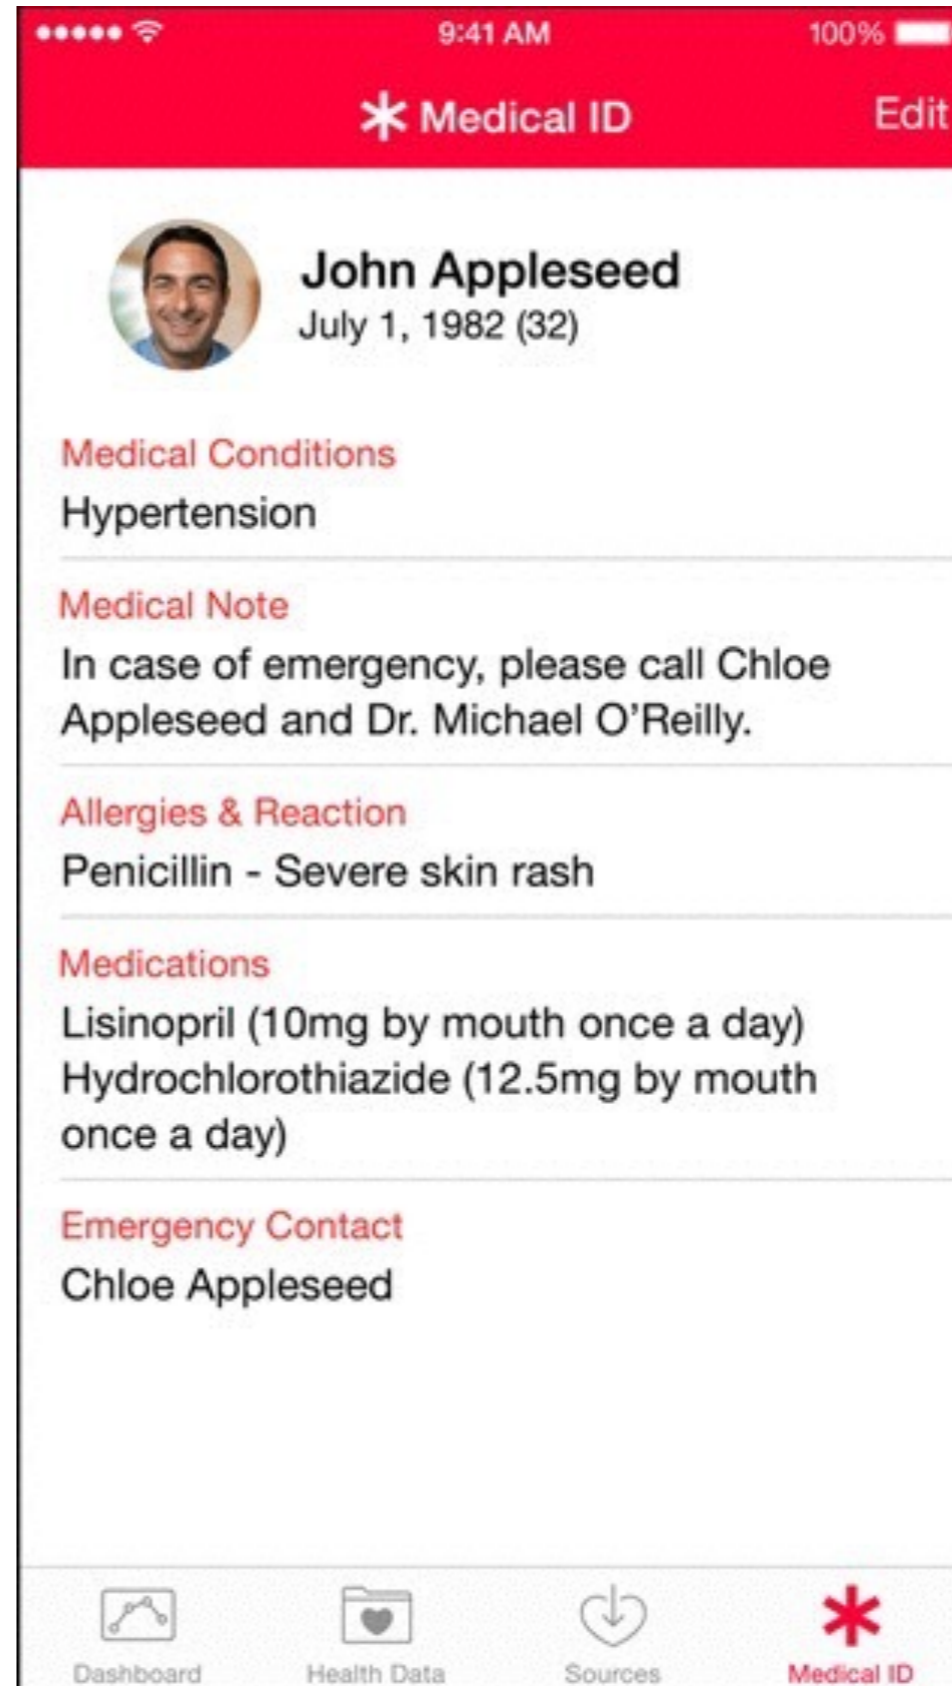 9:41 AM 100%
Medical ID Edit
John Appleseed
July 1, 1982 (32)
Medical Conditions
Hypertension
Medical Note
In case of emergency, please call Chloe
Appleseed and Dr. Michael O'Reilly.
Allergies & Reaction
Penicillin - Severe skin rash
Medications
Lisinopril (10mg by mouth once a day)
Hydrochlorothiazide (12.5mg by mouth
once a day)
Emergency Contact
Chloe Appleseed
Dashboard Health Data Sources Medical ID